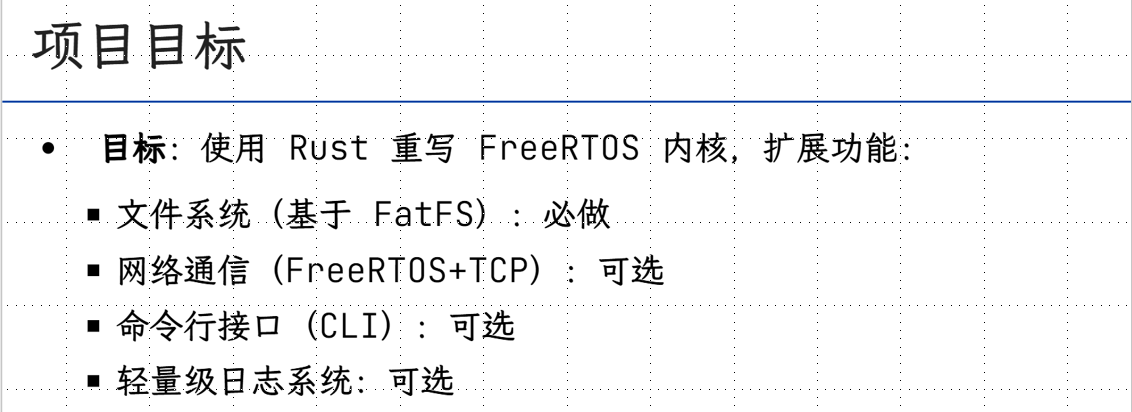 项目目标
• 目标: 使用 Rust 重写 FreeRTOS 内核, 扩展功能:
▪ 文件系统 (基于 FatFS) : 必做
▪ 网络通信 (FreeRTOS+TCP) : 可选
▪ 命令行接口 (CLI) : 可选
▪ 轻量级日志系统: 可选